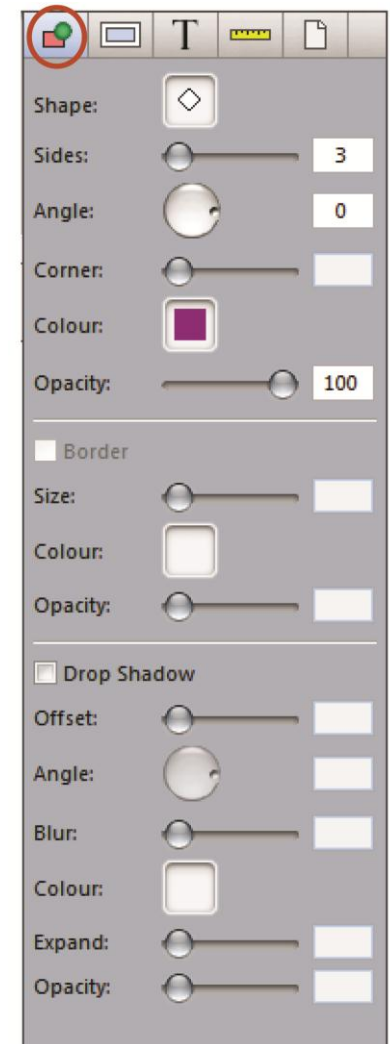 T
Shape:
Sides: 3
Angle: 0
Corner:
Colour:
Opacity: 100
Border
Size:
Colour:
Opacity:
Drop Shadow
Offset:
Angle:
Blur:
Colour:
Expand:
Opacity: